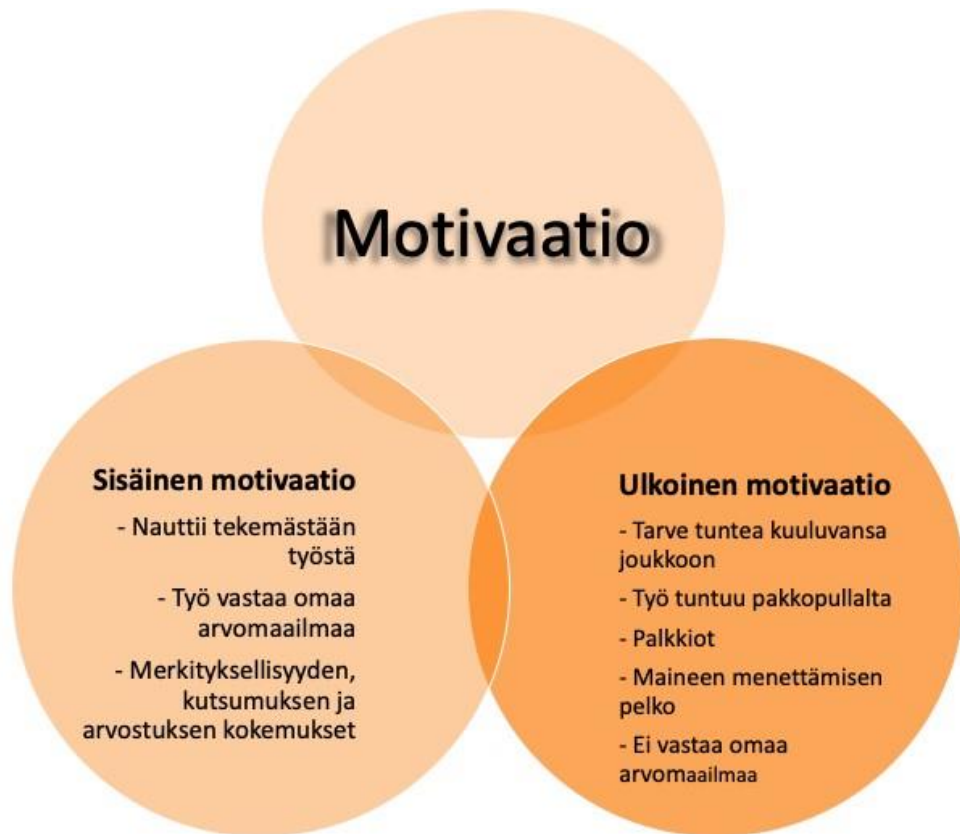 Motivaatio
Sisäinen motivaatio
- Nauttii tekemästään
työstä
- Työ vastaa omaa
arvomaailmaa
- Merkityksellisyyden,
kutsumuksen ja
arvostuksen kokemukset
Ulkoinen motivaatio
- Tarve tuntea kuuluvansa
joukkoon
- Työ tuntuu pakkopullalta
- Palkkiot
- Maineen menettämisen
pelko
- Ei vastaa omaa
arvomaailmaa